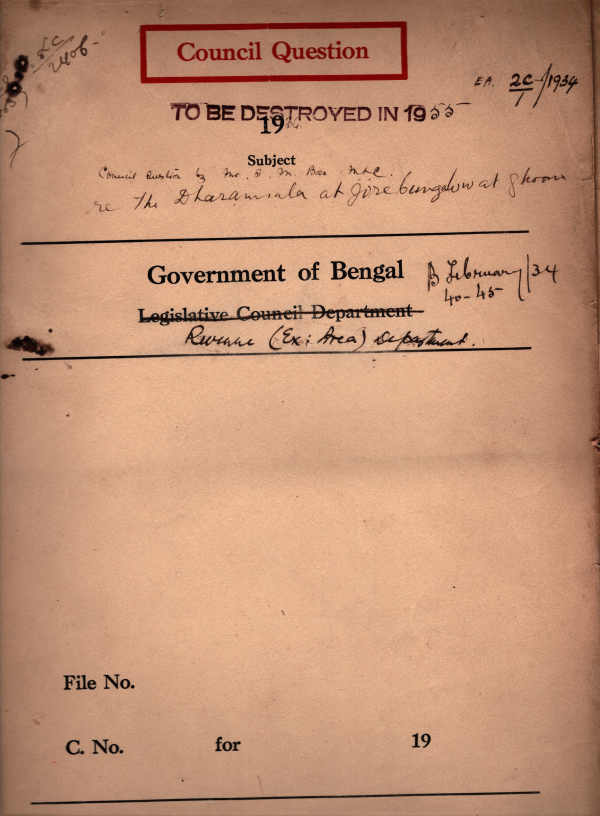 Council Question
EA. 2C/1/1934
TO BE DESTROYED IN 1955
19
Subject
Council Question by Mr. S. M. Bose M.L.C.
re the Dharamsala at Jorebungalow at Ghoom
Government of Bengal
B February/34
40-45
Legislative Council Department
Revenue (Ex: Area) Department.
File No.
C. No. for 19